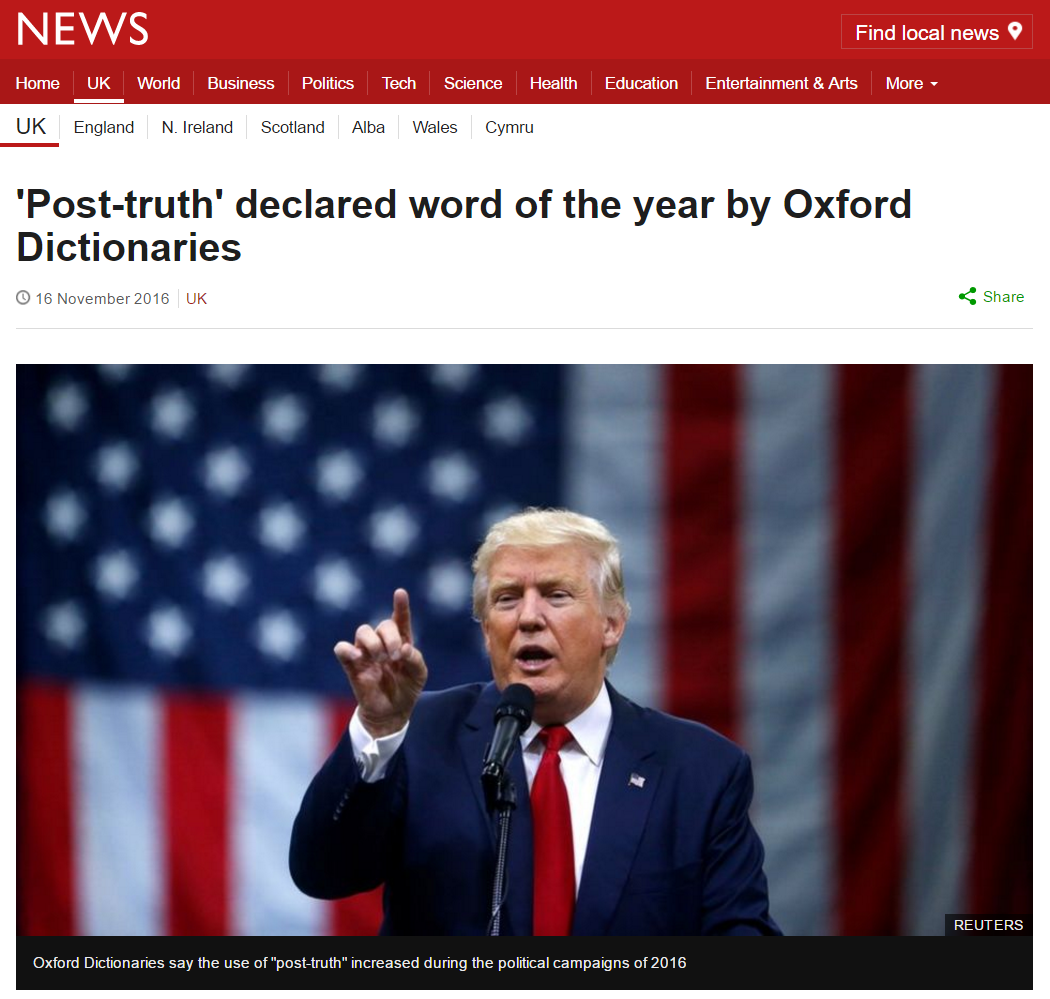 NEWS
Find local news
Home UK World Business Politics Tech Science Health Education Entertainment & Arts More
UK England N. Ireland Scotland Alba Wales Cymru
'Post-truth' declared word of the year by Oxford
Dictionaries
16 November 2016 UK
Share
REUTERS
Oxford Dictionaries say the use of "post-truth" increased during the political campaigns of 2016